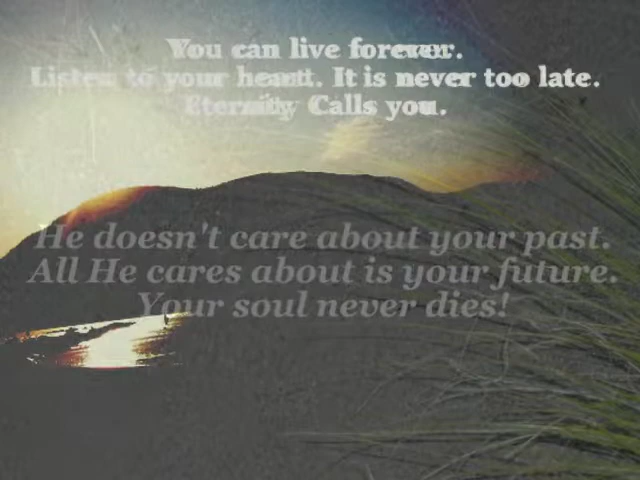 You can live forever.
Listen to your heart. It is never too late.
Eternity Calls you.
He doesn't care about your past.
All He cares about is your future.
Your soul never dies!